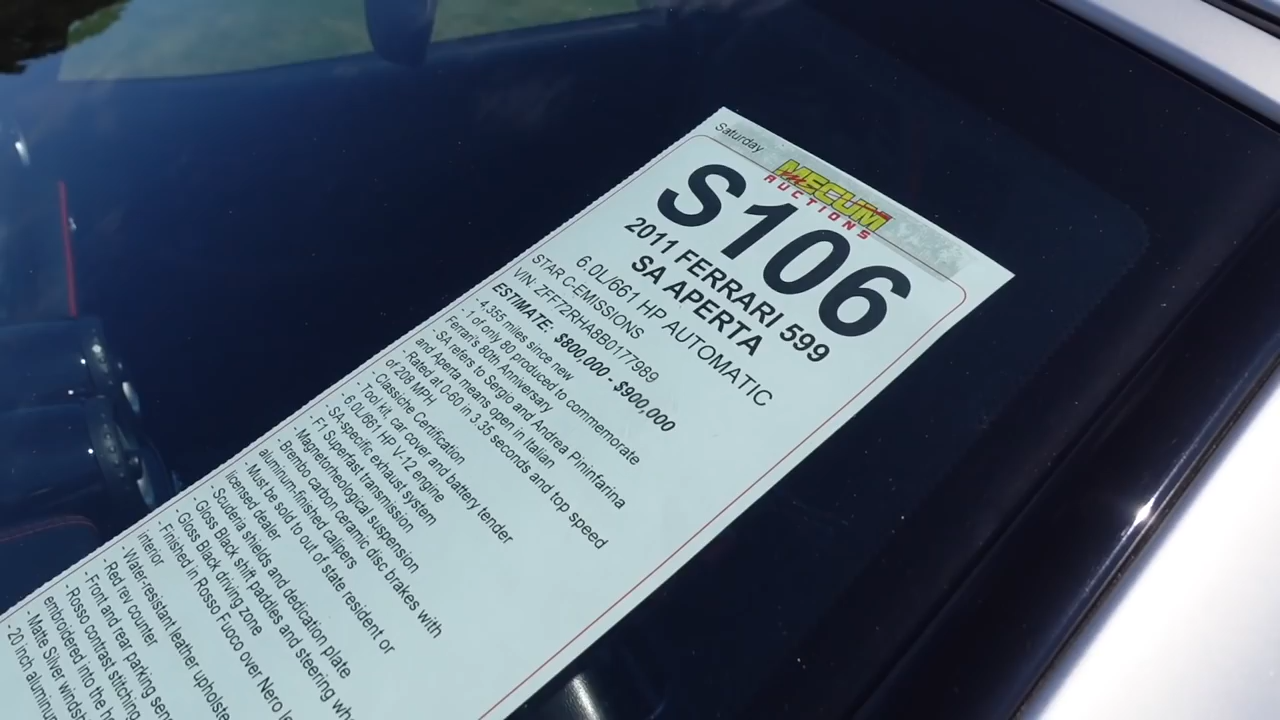 Saturday
MECUM
AUCTIONS
S106
2011 FERRARI 599
SA APERTA
6.0L/661 HP AUTOMATIC
STAR C-EMISSIONS
VIN: ZFF72RHA8B0177989
ESTIMATE: $800,000 - $900,000
- 4,355 miles since new
- 1 of only 80 produced to commemorate
Ferrari's 80th Anniversary
- SA refers to Sergio and Andrea Pininfarina
and Aperta means open in Italian
- Rated at 0-60 in 3.35 seconds and top speed
of 208 MPH
- Classiche Certification
- Tool kit, car cover and battery tender
- 6.0L/661 HP V-12 engine
- SA-specific exhaust system
- F1 Superfast transmission
- Magnetorheological suspension
- Brembo carbon ceramic disc brakes with
aluminum-finished calipers
- Must be sold to out of state resident or
licensed dealer
- Scuderia shields and dedication plate
- Gloss Black shift paddles and steering
- Gloss Black driving zone
- Finished in Rosso Fuoco over Nero
interior
- Water-resistant leather
- Red rev counter
- Front and rear parking
- Rosso contrast stitching
embroidered into the
- Matte Silver
- 20 inch